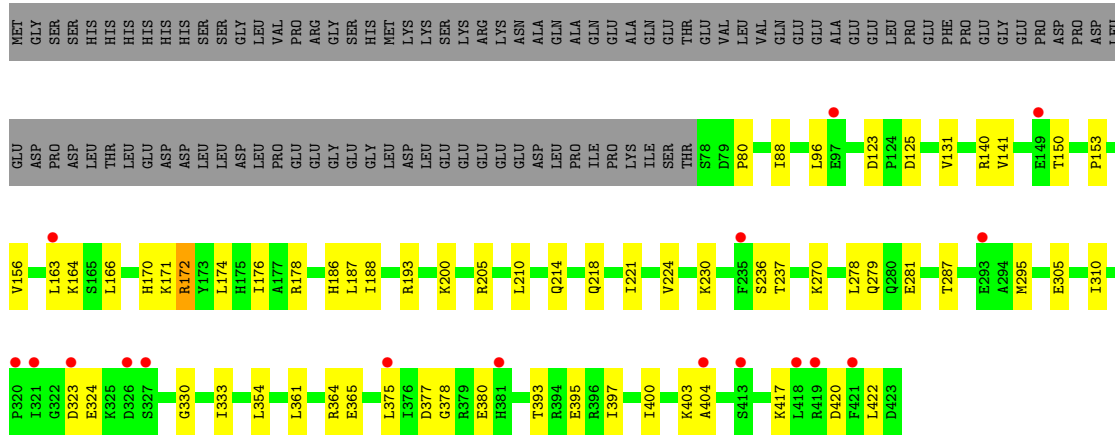 MET GLY SER SER HIS HIS HIS HIS HIS HIS SER SER GLY LEU VAL PRO ARG GLY SER HIS MET LYS LYS SER LYS ARG LYS ASN ALA GLN ALA GLN GLU ALA GLN GLU THR GLU VAL LEU VAL GLN GLU GLU ALA GLU GLU LEU PRO GLU PHE PRO GLU GLY GLU PRO ASP PRO ASP LEU
GLU ASP PRO ASP LEU THR LEU GLU ASP ASP LEU LEU PRO GLU GLU GLY LEU ASP LEU GLU GLU GLU GLU ASP LEU PRO ILE PRO LYS ILE SER THR S78 D79 P80 I88 L96 E97 D123 P124 D125 V131 R140 V141 E149 T150 P153
V156 L163 K164 S165 L166 H170 K171 R172 Y173 L174 H175 I176 A177 R178 H186 L187 I188 R193 K200 R205 L210 Q214 Q218 I221 V224 K230 F235 S236 T237 K270 L278 Q279 Q280 E281 T287 E293 A294 M295 E305 I310
P320 I321 G322 D323 E324 K325 D326 S327 G330 I333 L354 L361 R364 E365 L375 I376 D377 G378 R379 E380 H381 T393 R394 E395 R396 I397 I400 K403 A404 S413 K417 L418 R419 D420 F421 L422 D423